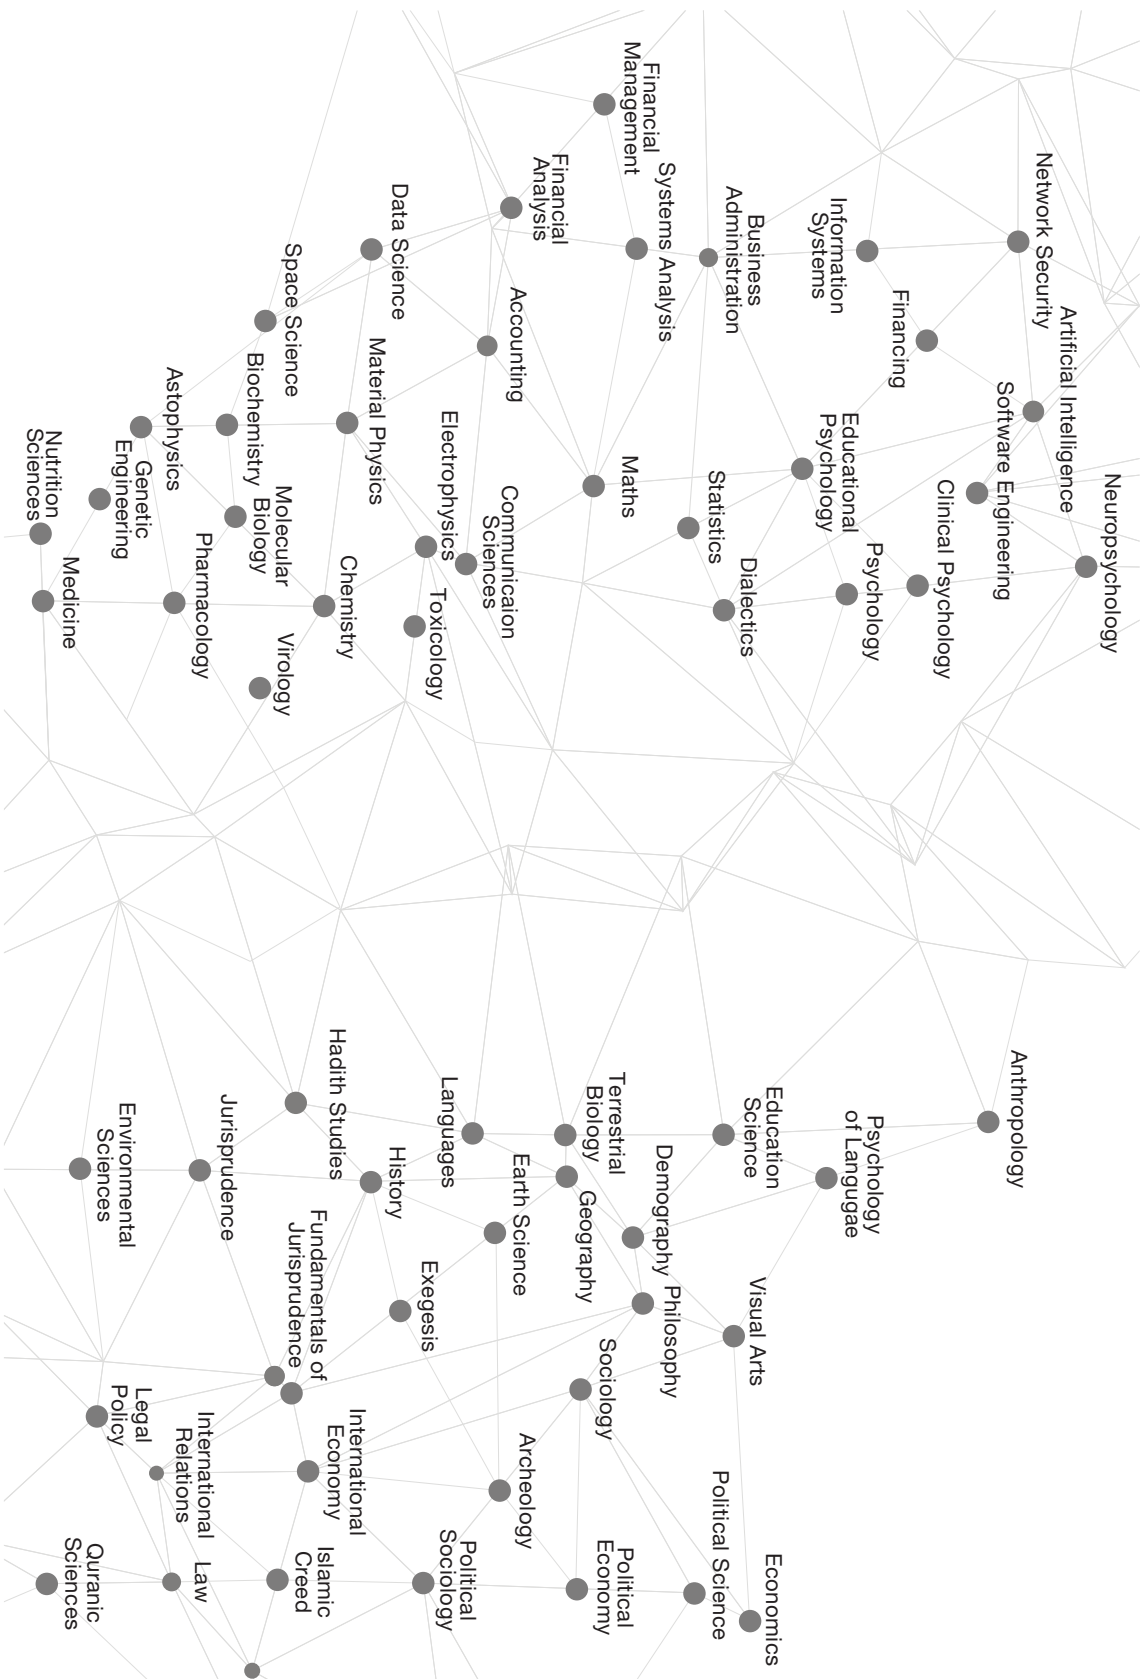 Neuropsychology
Artificial Intelligence
Network Security
Software Engineering
Clinical Psychology
Financing
Psychology
Educational
Psychology
Information
Systems
Dialectics
Business
Administration
Statistics
Systems Analysis
Financial
Management
Maths
Financial
Analysis
Accounting
Communicaion
Sciences
Electrophysics
Toxicology
Data Science
Material Physics
Chemistry
Space Science
Biochemistry
Molecular
Biology
Virology
Pharmacology
Astophysics
Genetic
Engineering
Nutrition
Sciences
Medicine
Anthropology
Psychology
of Langugae
Education
Science
Visual Arts
Economics
Political Science
Demography
Philosophy
Terrestrial
Biology
Geography
Sociology
Political
Economy
Earth Science
Archeology
Languages
Political
Sociology
Exegesis
History
International
Economy
Hadith Studies
Fundamentals of
Jurisprudence
Islamic
Creed
Jurisprudence
International
Relations
Law
Environmental
Sciences
Legal
Policy
Quranic
Sciences